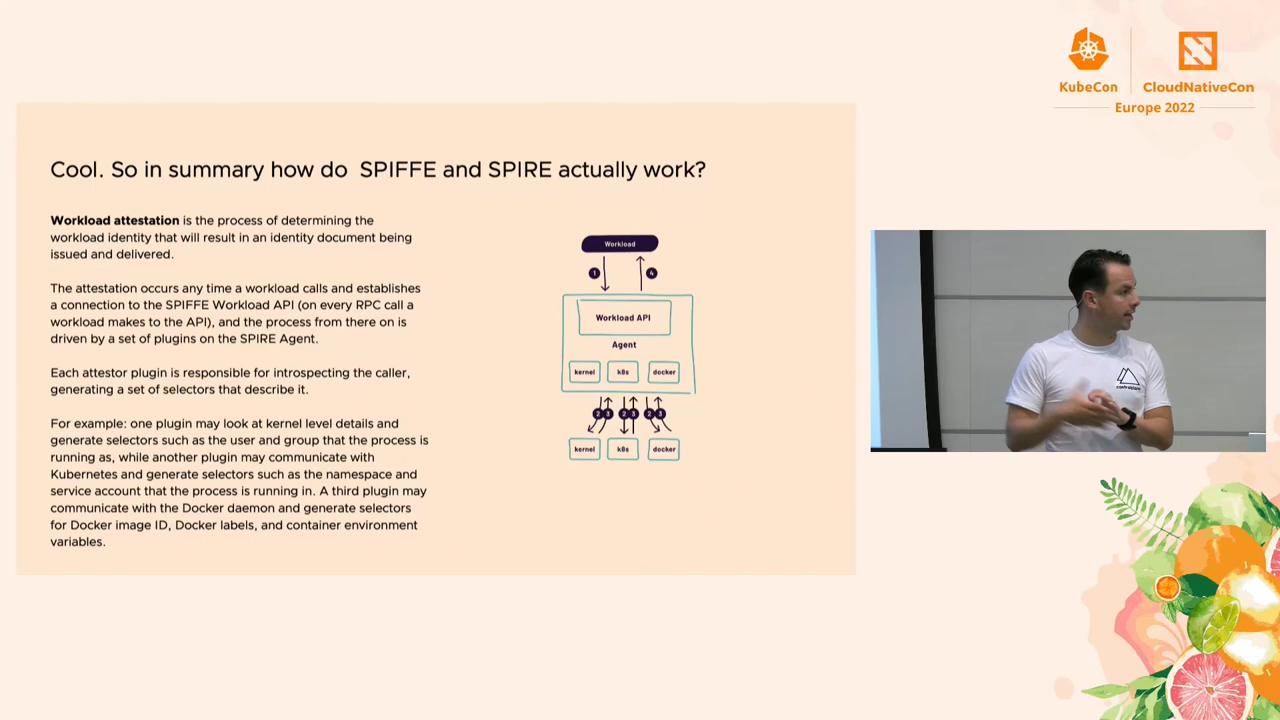 KubeCon
CloudNativeCon
Europe 2022
Cool. So in summary how do SPIFFE and SPIRE actually work?
Workload attestation is the process of determining the
workload identity that will result in an identity document being
issued and delivered.
The attestation occurs any time a workload calls and establishes
a connection to the SPIFFE Workload API (on every RPC call a
workload makes to the API), and the process from there on is
driven by a set of plugins on the SPIRE Agent.
Each attestor plugin is responsible for introspecting the caller,
generating a set of selectors that describe it.
For example: one plugin may look at kernel level details and
generate selectors such as the user and group that the process is
running as, while another plugin may communicate with
Kubernetes and generate selectors such as the namespace and
service account that the process is running in. A third plugin may
communicate with the Docker daemon and generate selectors
for Docker image ID, Docker labels, and container environment
variables.
Workload
1 4
Workload API
Agent
kernel k8s docker
2 3 2 3 2 3
kernel k8s docker